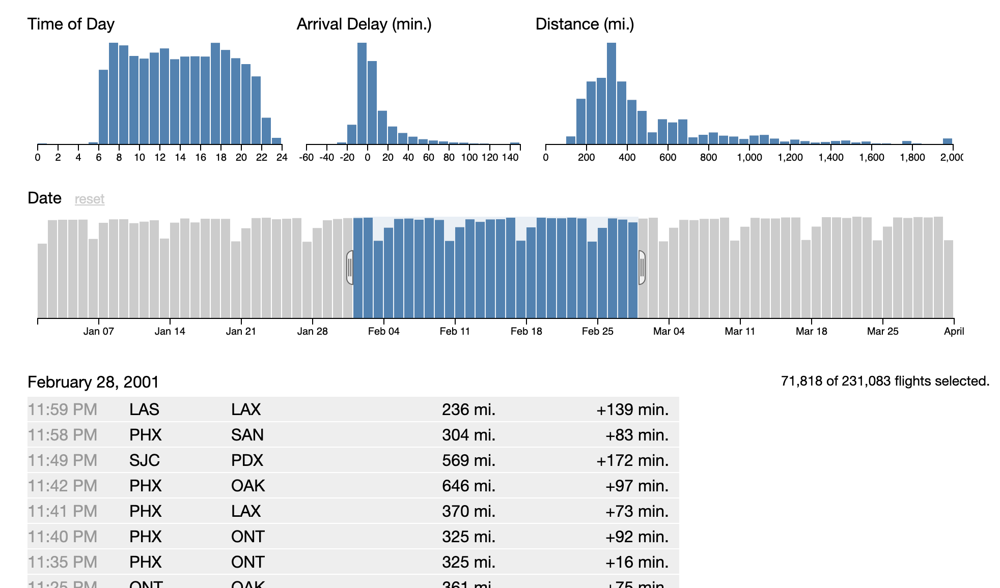 Time of Day
Arrival Delay (min.)
Distance (mi.)
0 2 4 6 8 10 12 14 16 18 20 22 24
-60 -40 -20 0 20 40 60 80 100 120 140
0 200 400 600 800 1,000 1,200 1,400 1,600 1,800 2,000
Date reset
Jan 07 Jan 14 Jan 21 Jan 28 Feb 04 Feb 11 Feb 18 Feb 25 Mar 04 Mar 11 Mar 18 Mar 25 April
February 28, 2001
71,818 of 231,083 flights selected.
11:59 PM LAS LAX 236 mi. +139 min.
11:58 PM PHX SAN 304 mi. +83 min.
11:49 PM SJC PDX 569 mi. +172 min.
11:42 PM PHX OAK 646 mi. +97 min.
11:41 PM PHX LAX 370 mi. +73 min.
11:40 PM PHX ONT 325 mi. +92 min.
11:35 PM PHX ONT 325 mi. +16 min.
11:25 PM ONT OAK 361 mi. +75 min.